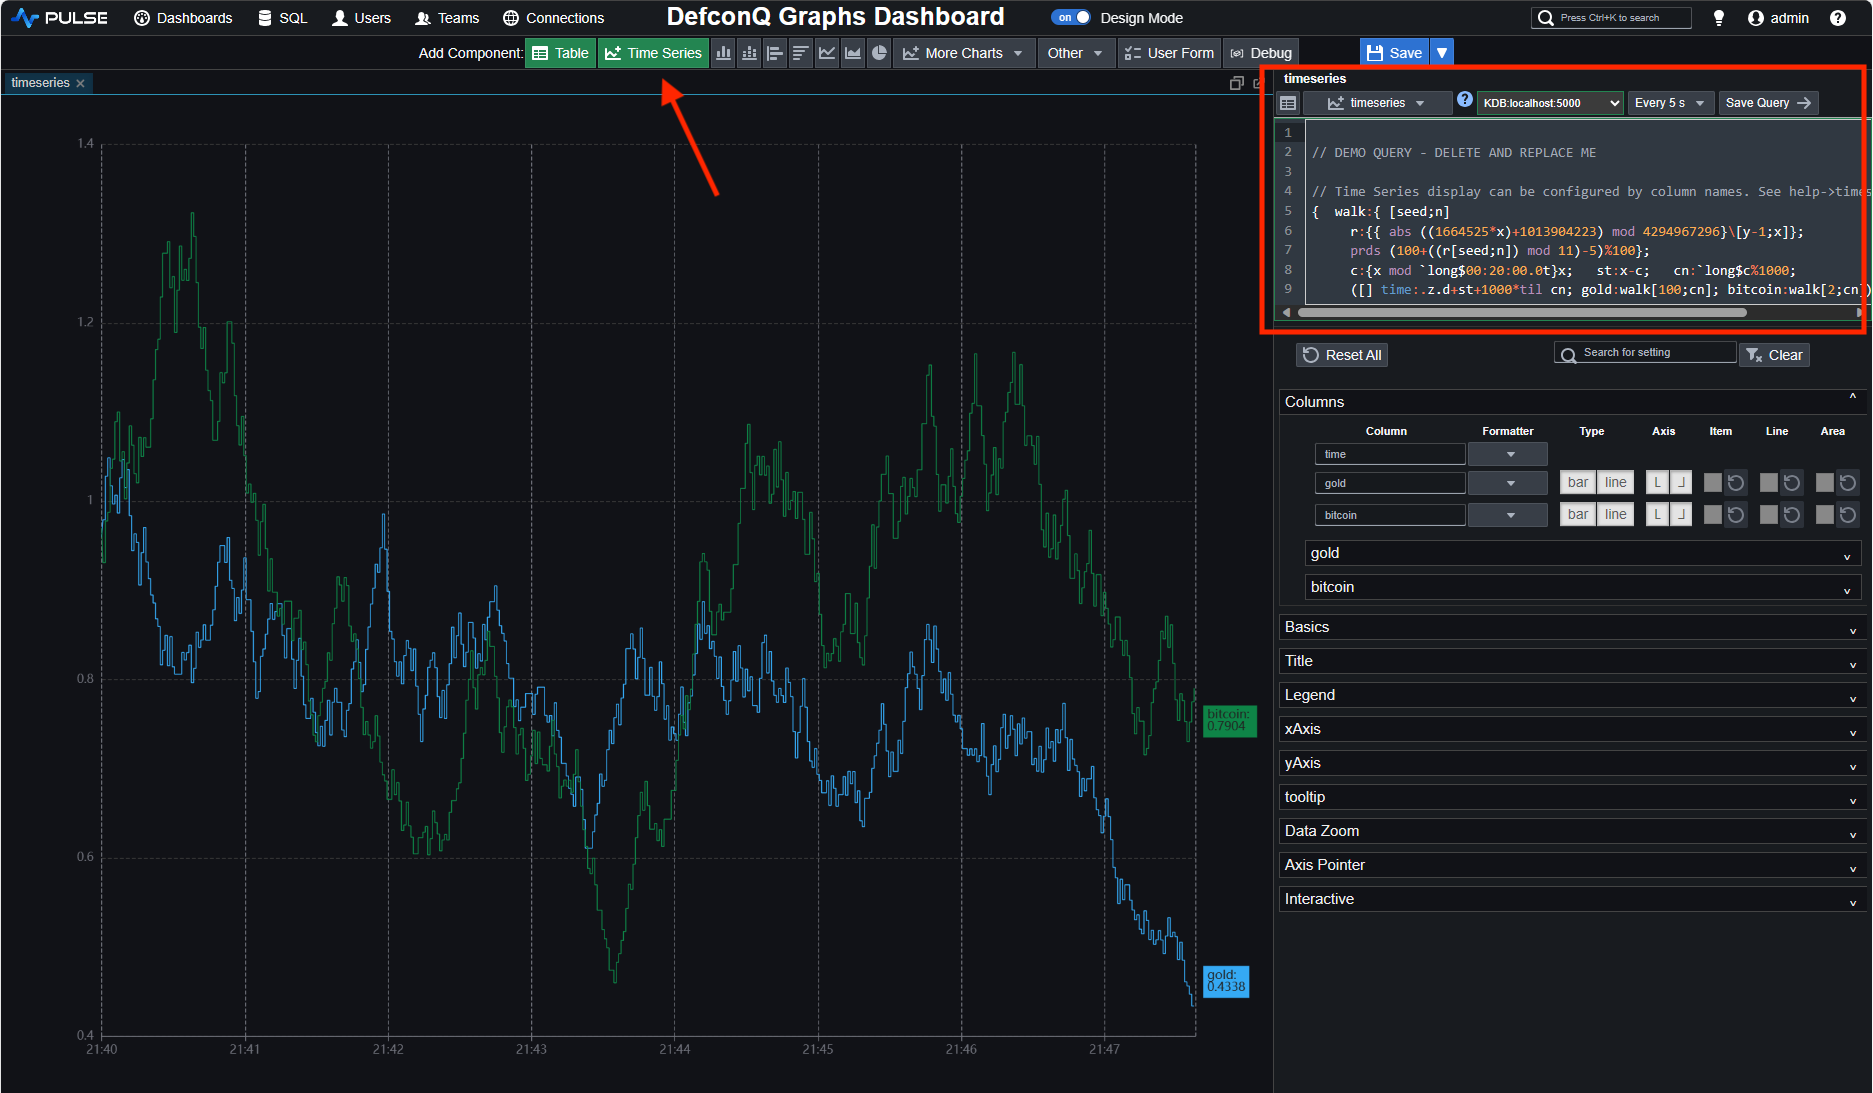 PULSE Dashboards SQL Users Teams Connections DefconQ Graphs Dashboard on Design Mode Press Ctrl+K to search admin ?
Add Component: Table Time Series More Charts Other User Form Debug Save
timeseries
timeseries
timeseries ? KDB:localhost:5000 Every 5 s Save Query
1
2 // DEMO QUERY - DELETE AND REPLACE ME
3
4 // Time Series display can be configured by column names. See help->times
5 { walk:{ [seed;n]
6 r:{{ abs ((1664525*x)+1013904223) mod 4294967296}\[y-1;x]};
7 prds (100+((r[seed;n]) mod 11)-5)%100};
8 c:{x mod `long$00:20:00.0t}x; st:x-c; cn:`long$c%1000;
9 ([] time:.z.d+st+1000*til cn; gold:walk[100;cn]; bitcoin:walk[2;cn])
Reset All Search for setting Clear
Columns
Column Formatter Type Axis Item Line Area
time
gold bar line
bitcoin bar line
gold
bitcoin
Basics
Title
Legend
xAxis
yAxis
tooltip
Data Zoom
Axis Pointer
Interactive
1.4
1.2
1
0.8
0.6
0.4
21:40 21:41 21:42 21:43 21:44 21:45 21:46 21:47
bitcoin:
0.7904
gold:
0.4338